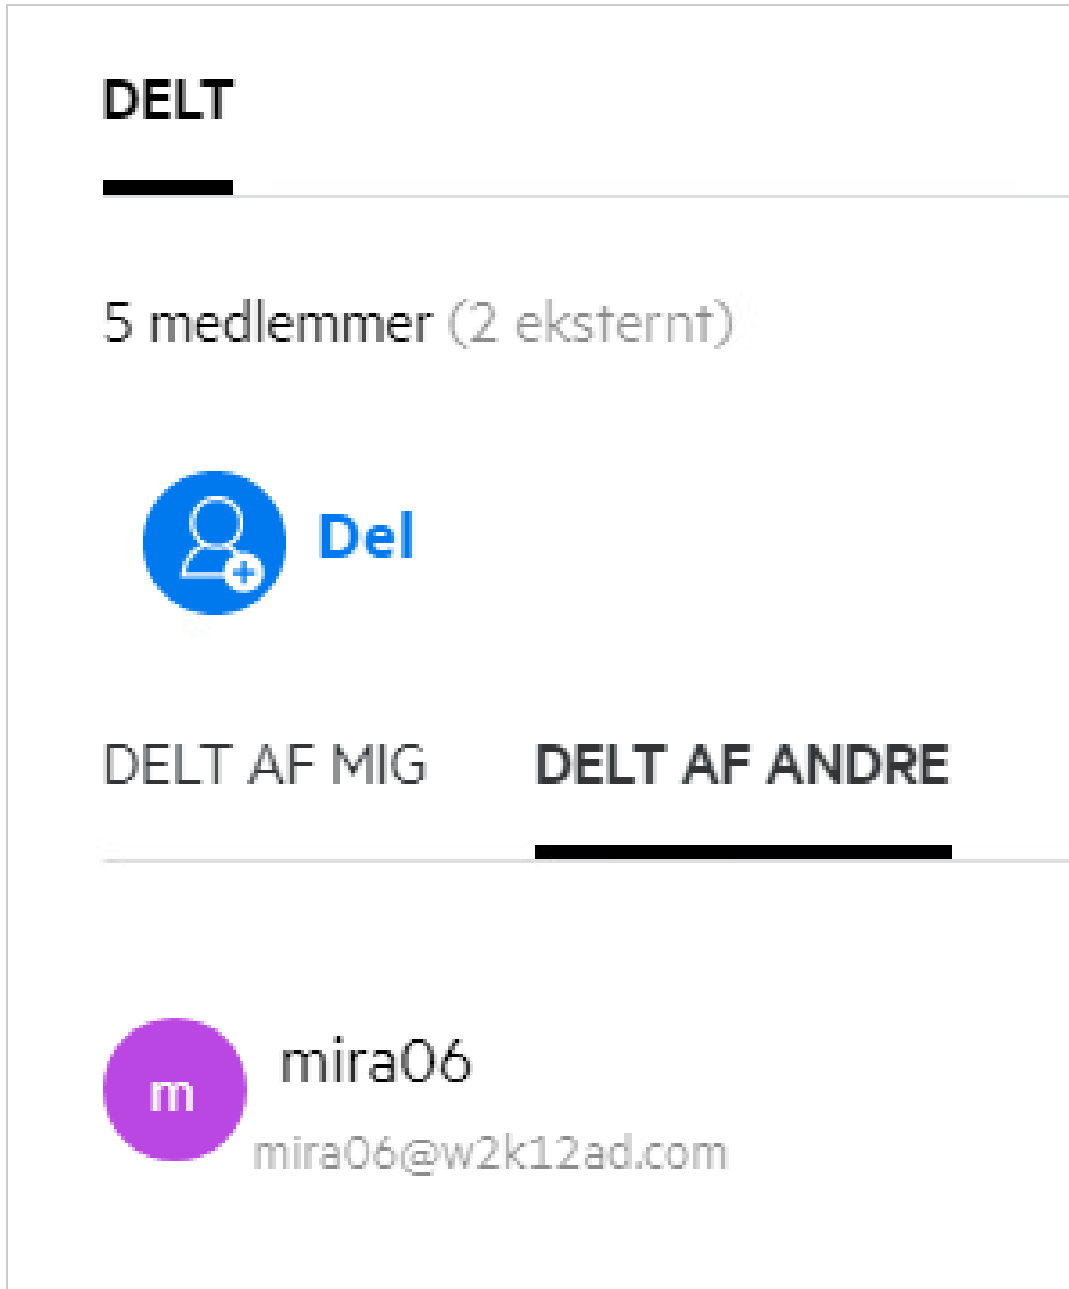 DELT
5 medlemmer (2 eksternt)
Del
DELT AF MIG DELT AF ANDRE
m
mira06
mira06@w2k12ad.com